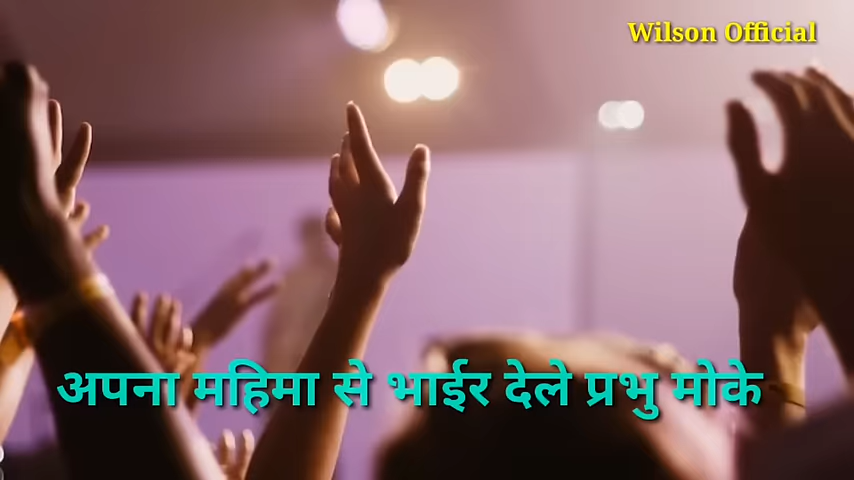 Wilson Official
अपना महिमा से भाईर देले प्रभु मोके